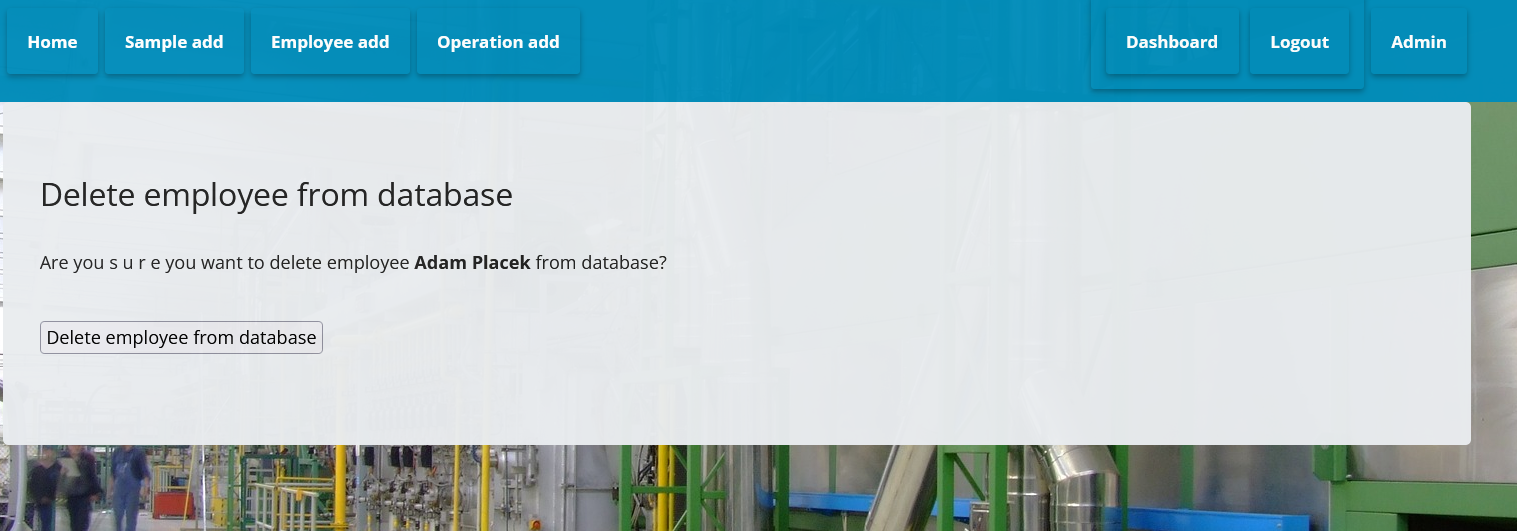 Home Sample add Employee add Operation add Dashboard Logout Admin
Delete employee from database
Are you s u r e you want to delete employee Adam Placek from database?
Delete employee from database